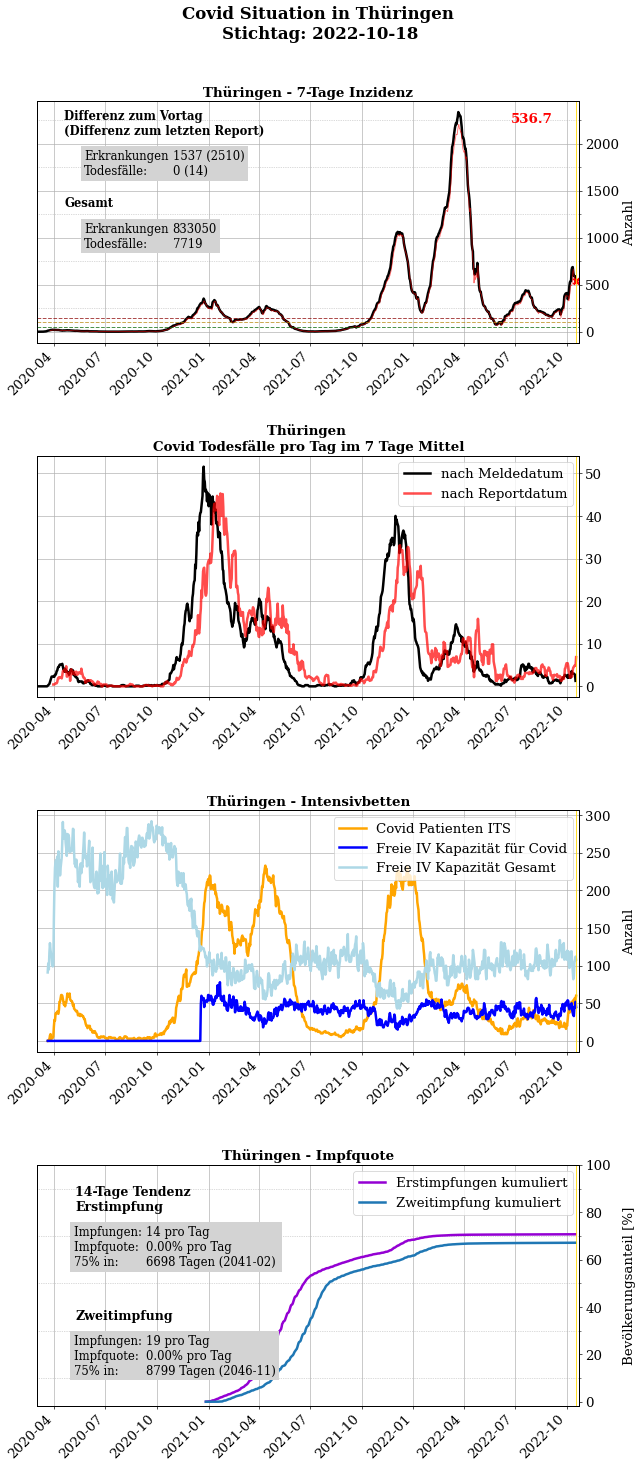 Covid Situation in Thüringen
Stichtag: 2022-10-18
Thüringen - 7-Tage Inzidenz
Differenz zum Vortag
(Differenz zum letzten Report)
Erkrankungen 1537 (2510)
Todesfälle: 0 (14)
Gesamt
Erkrankungen 833050
Todesfälle: 7719
536.7
2000
1500
1000
500
0
Anzahl
2020-04
2020-07
2020-10
2021-01
2021-04
2021-07
2021-10
2022-01
2022-04
2022-07
2022-10
Thüringen
Covid Todesfälle pro Tag im 7 Tage Mittel
nach Meldedatum
nach Reportdatum
50
40
30
20
10
0
2020-04
2020-07
2020-10
2021-01
2021-04
2021-07
2021-10
2022-01
2022-04
2022-07
2022-10
Thüringen - Intensivbetten
Covid Patienten ITS
Freie IV Kapazität für Covid
Freie IV Kapazität Gesamt
300
250
200
150
100
50
0
Anzahl
2020-04
2020-07
2020-10
2021-01
2021-04
2021-07
2021-10
2022-01
2022-04
2022-07
2022-10
Thüringen - Impfquote
14-Tage Tendenz
Erstimpfung
Impfungen: 14 pro Tag
Impfquote: 0.00% pro Tag
75% in: 6698 Tagen (2041-02)
Zweitimpfung
Impfungen: 19 pro Tag
Impfquote: 0.00% pro Tag
75% in: 8799 Tagen (2046-11)
Erstimpfungen kumuliert
Zweitimpfung kumuliert
100
80
60
40
20
0
Bevölkerungsanteil [%]
2020-04
2020-07
2020-10
2021-01
2021-04
2021-07
2021-10
2022-01
2022-04
2022-07
2022-10